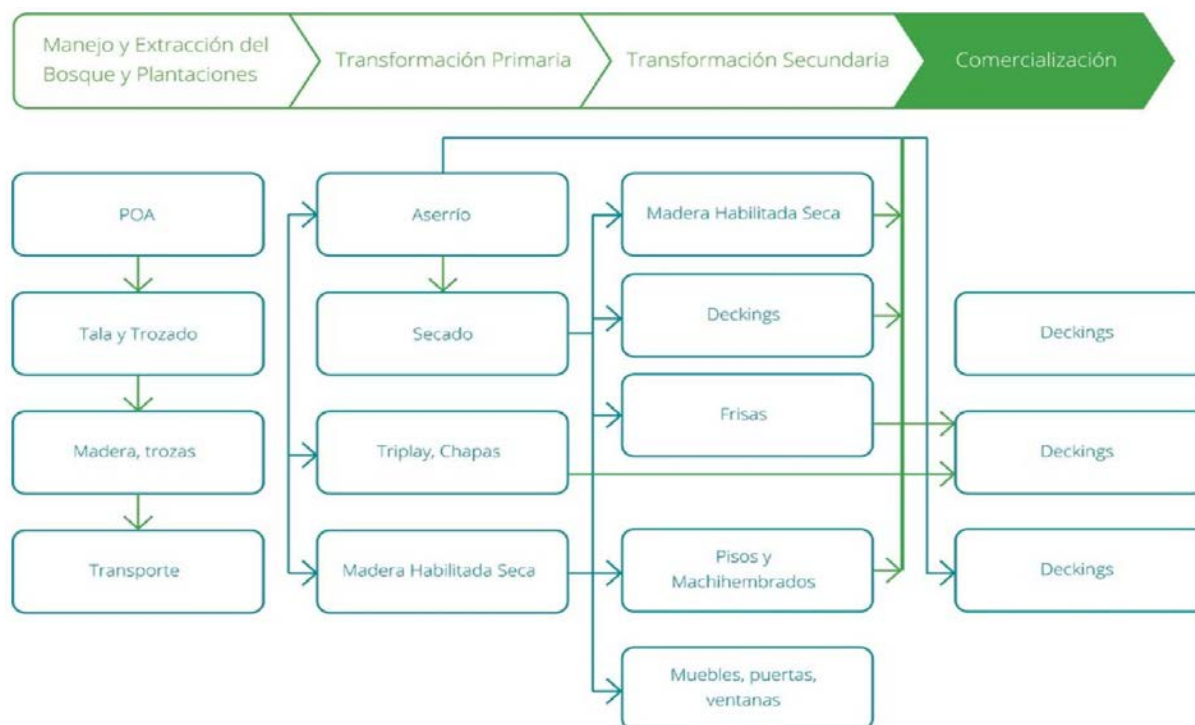 Manejo y Extracción del
Bosque y Plantaciones
Transformación Primaria
Transformación Secundaria
Comercialización
POA
Tala y Trozado
Madera, trozas
Transporte
Aserrío
Secado
Triplay, Chapas
Madera Habilitada Seca
Madera Habilitada Seca
Deckings
Frisas
Pisos y
Machihembrados
Muebles, puertas,
ventanas
Deckings
Deckings
Deckings